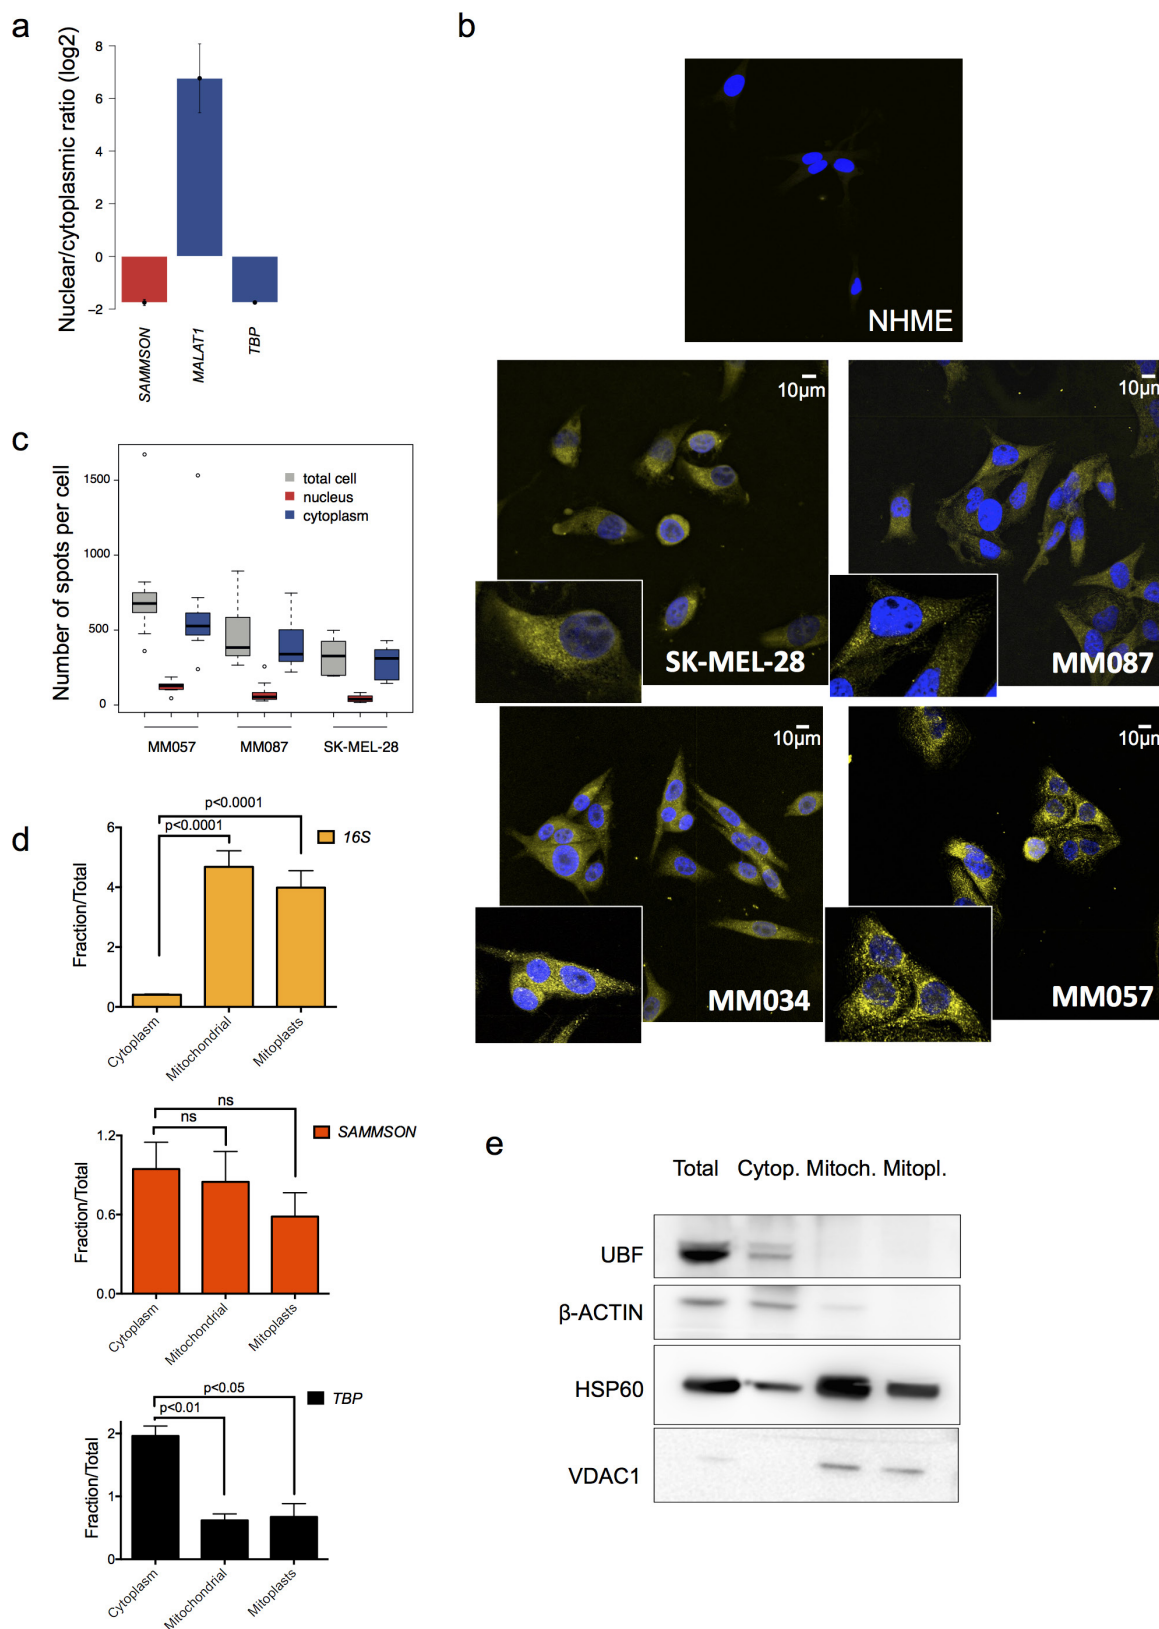 a
Nuclear/cytoplasmic ratio (log2)
8
6
4
2
0
−2
SAMMSON
MALAT1
TBP
b
NHME
10µm
SK-MEL-28
10µm
MM087
10µm
MM034
10µm
MM057
c
Number of spots per cell
1500
1000
500
0
total cell
nucleus
cytoplasm
MM057
MM087
SK-MEL-28
d
p<0.0001
p<0.0001
16S
Fraction/Total
6
4
2
0
Cytoplasm
Mitochondrial
Mitoplasts
ns
ns
SAMMSON
Fraction/Total
1.2
0.6
0.0
Cytoplasm
Mitochondrial
Mitoplasts
p<0.05
p<0.01
TBP
Fraction/Total
2
1
0
Cytoplasm
Mitochondrial
Mitoplasts
e
Total Cytop. Mitoch. Mitopl.
UBF
β-ACTIN
HSP60
VDAC1